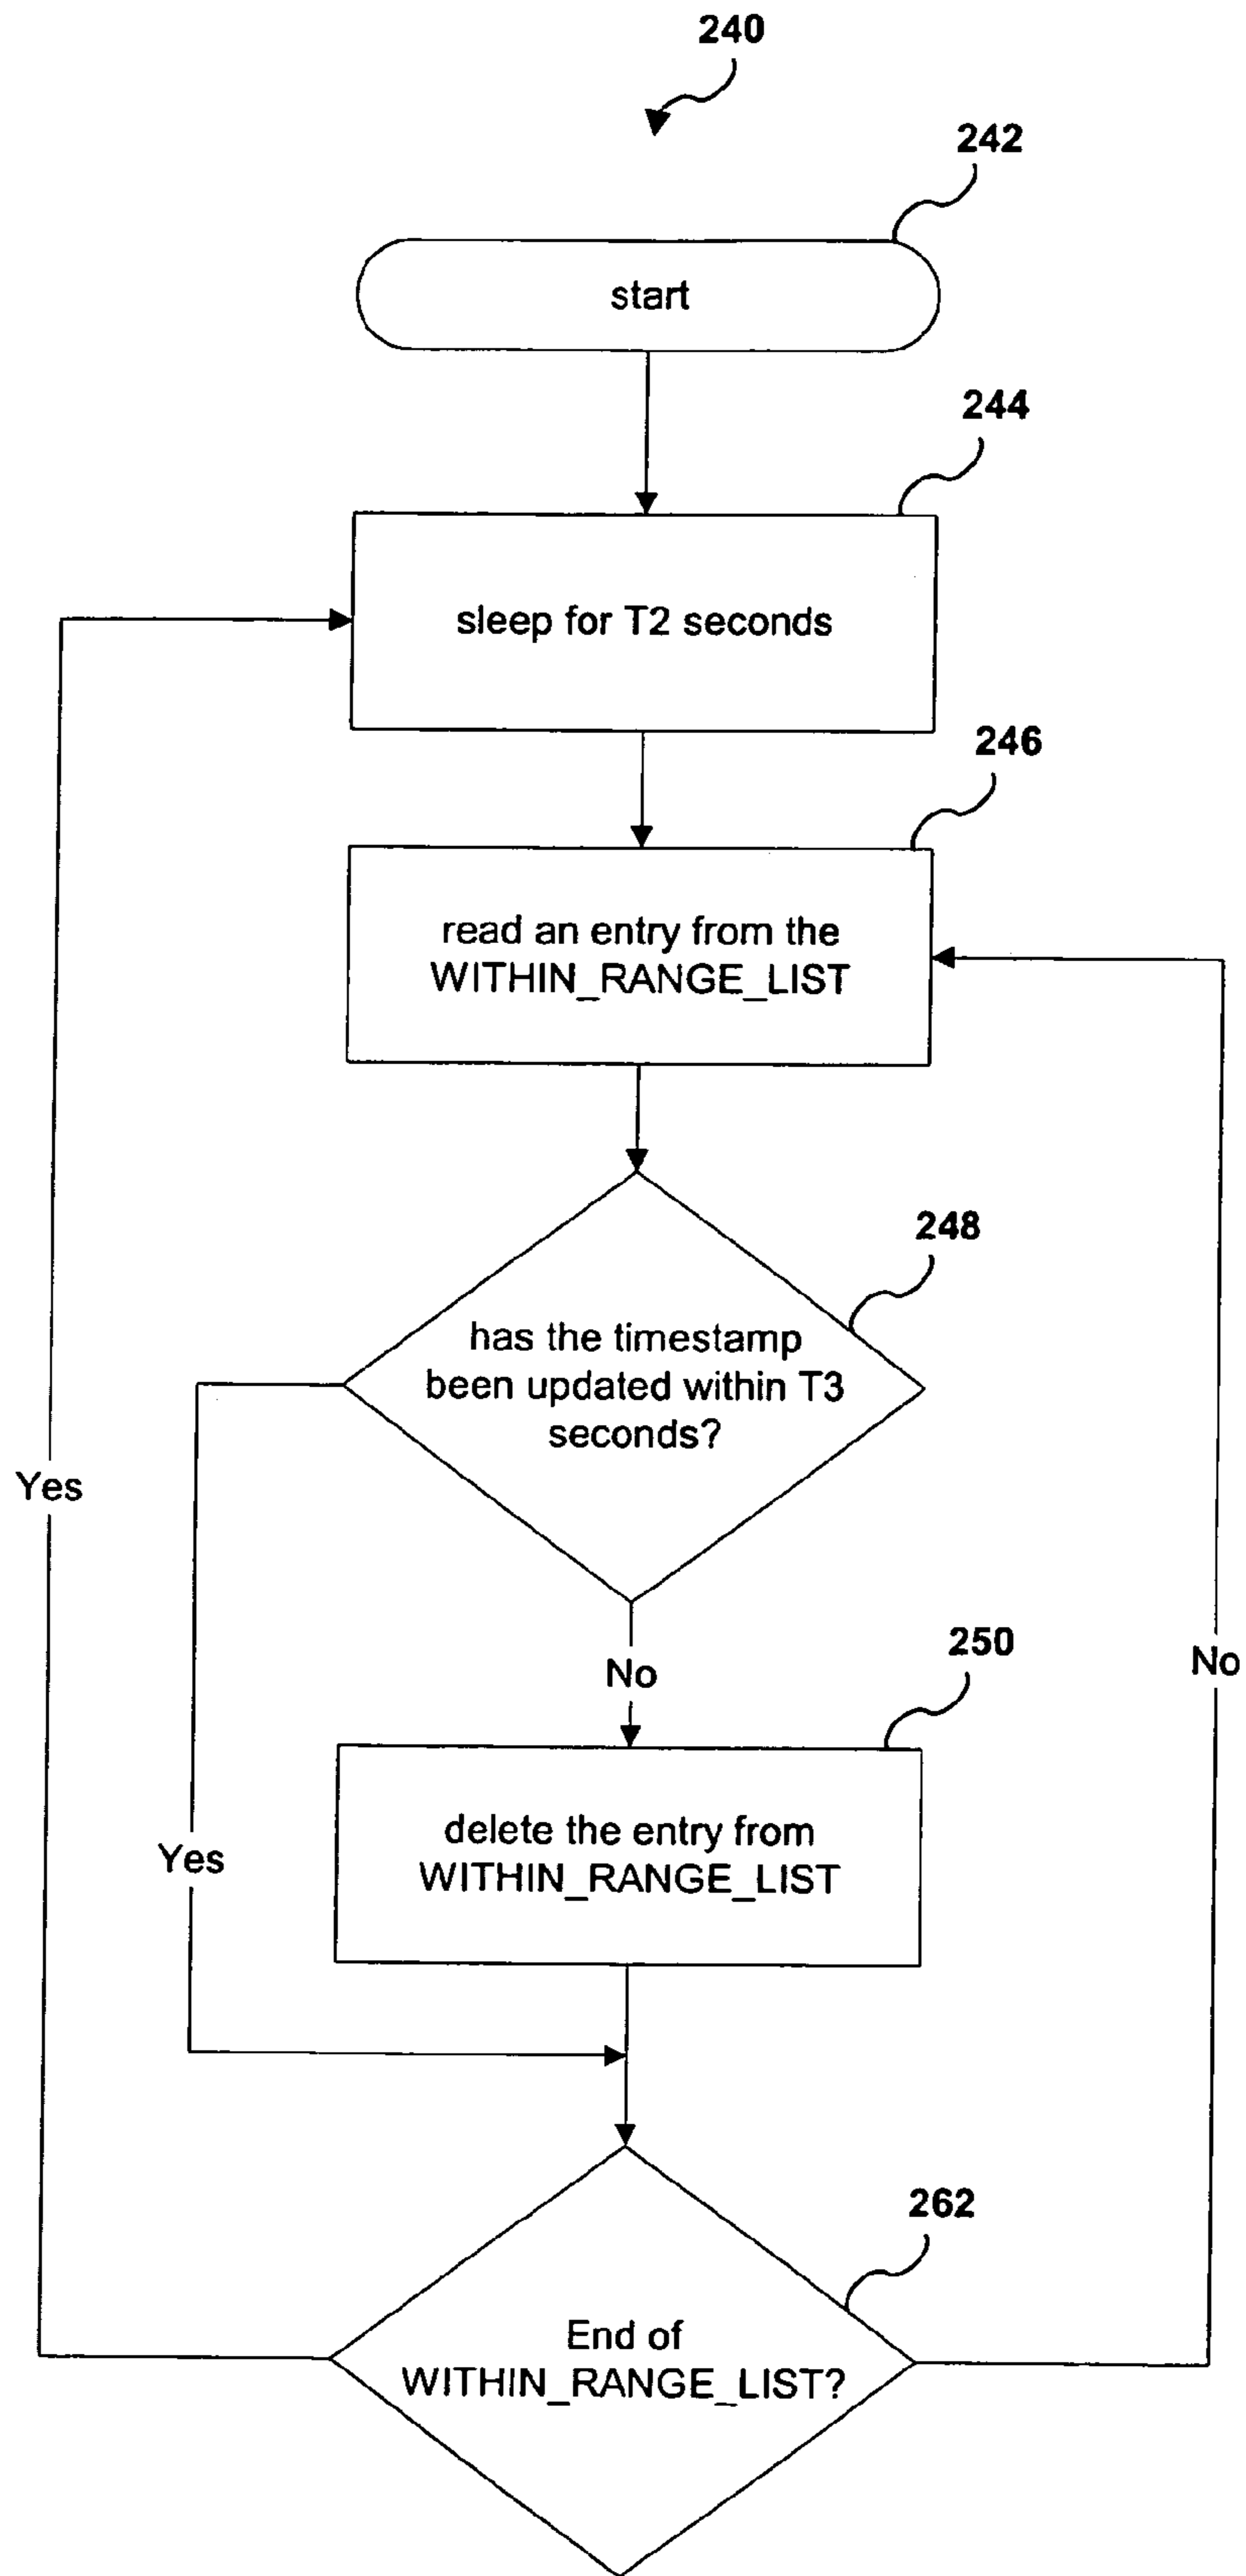 240
242
start
244
sleep for T2 seconds
246
read an entry from the
WITHIN_RANGE_LIST
248
has the timestamp
been updated within T3
seconds?
Yes
No
250
No
delete the entry from
WITHIN_RANGE_LIST
Yes
262
End of
WITHIN_RANGE_LIST?